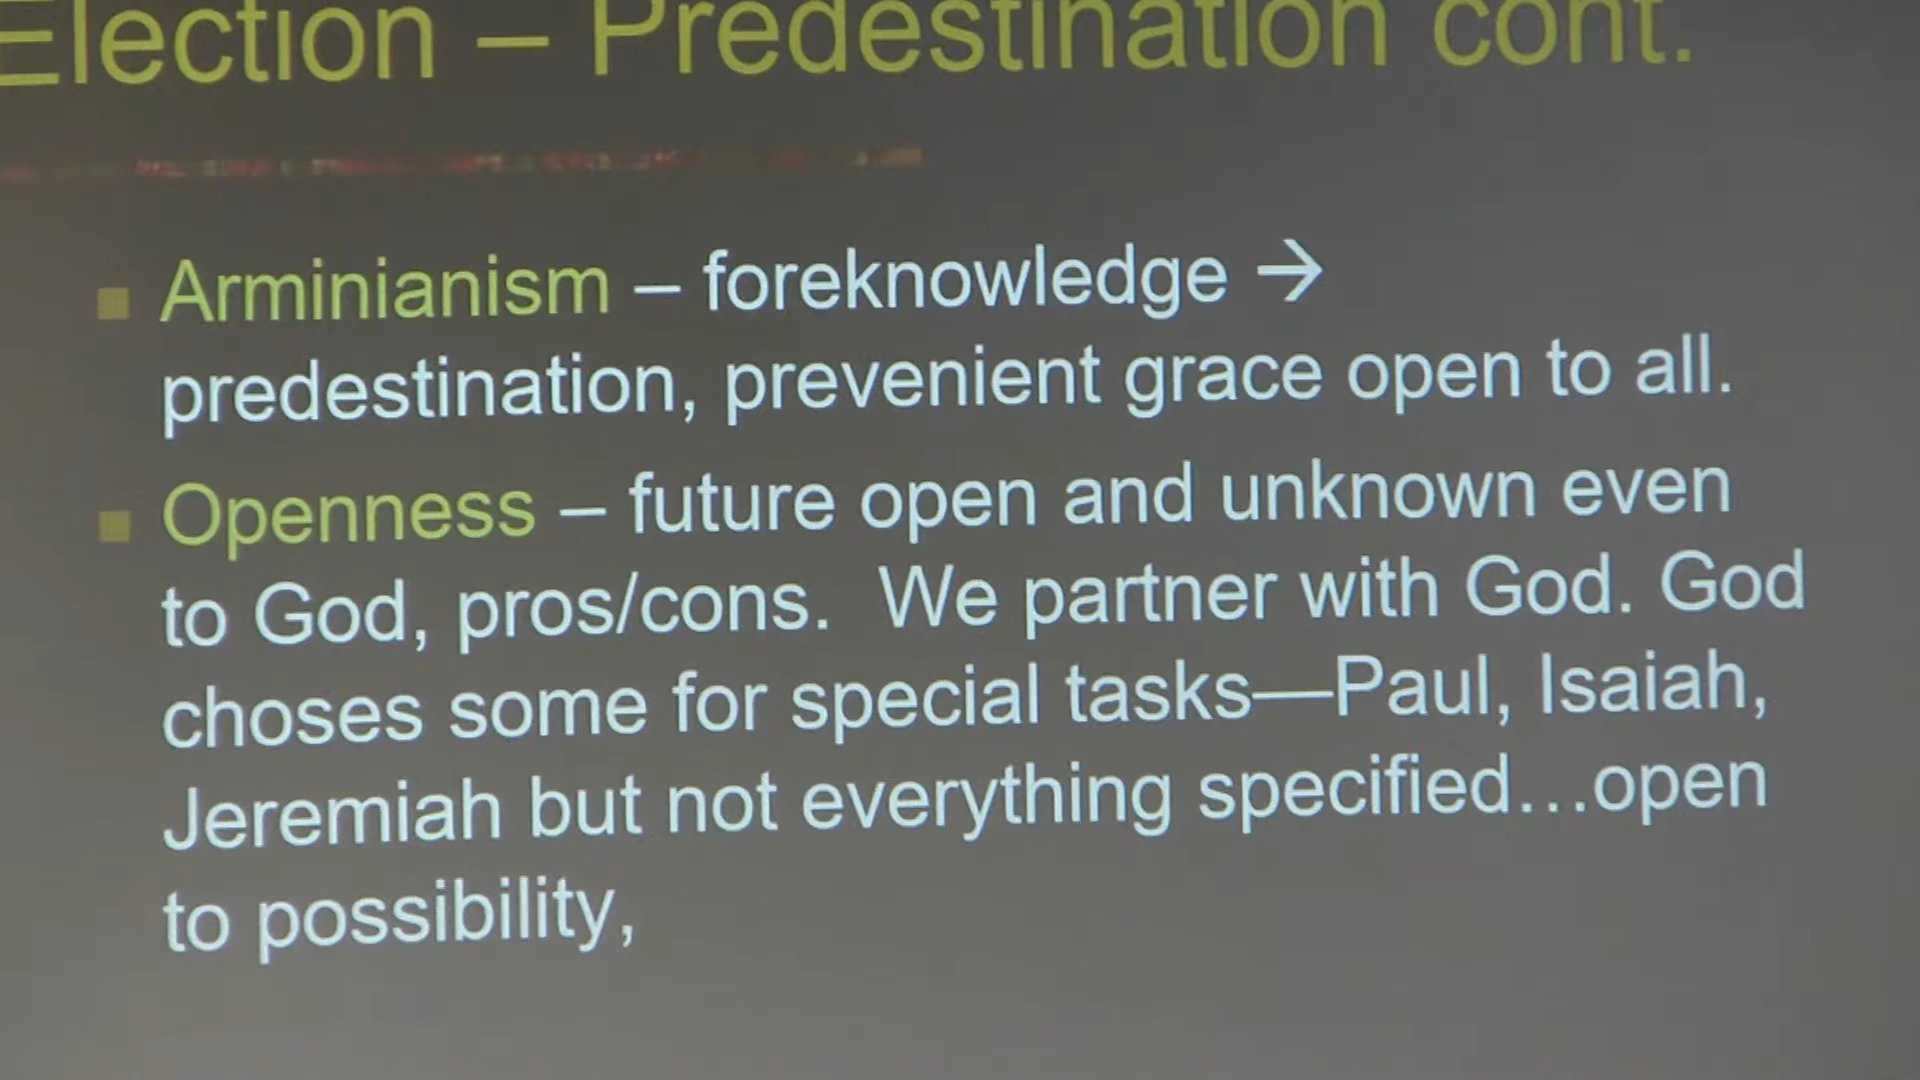 Election – Predestination cont.
Arminianism – foreknowledge →
predestination, prevenient grace open to all.
Openness – future open and unknown even
to God, pros/cons.  We partner with God. God
choses some for special tasks—Paul, Isaiah,
Jeremiah but not everything specified…open
to possibility,